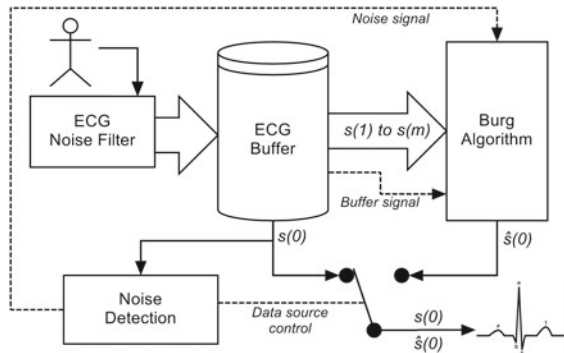 Noise signal
ECG
Noise Filter
ECG
Buffer
s(1) to s(m)
Burg
Algorithm
Buffer signal
s(0)
ŝ(0)
Noise
Detection
Data source
control
s(0)
ŝ(0)